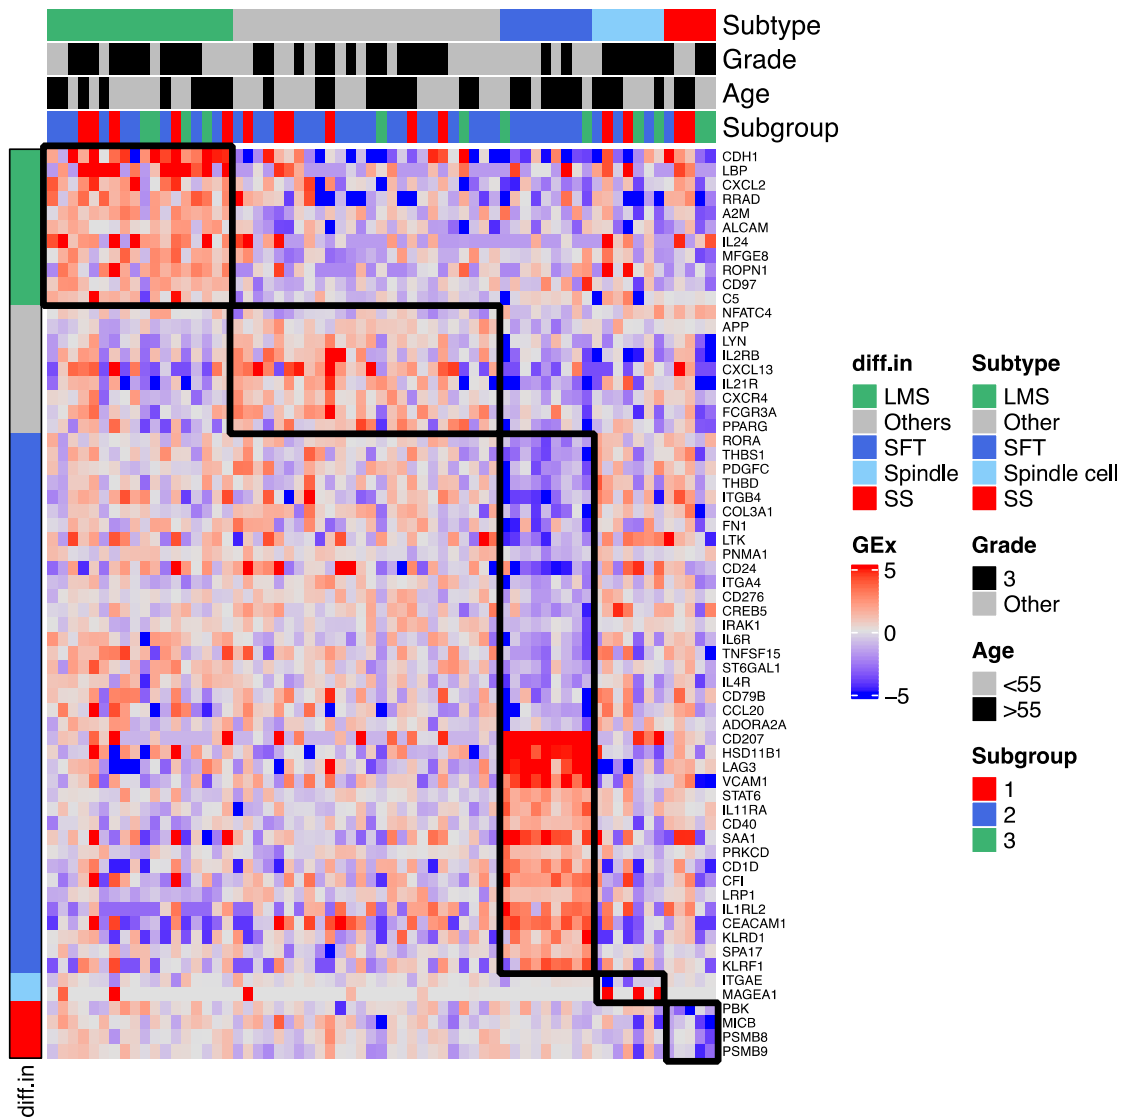 Subtype
Grade
Age
Subgroup
CDH1
LBP
CXCL2
RRAD
A2M
ALCAM
IL24
MFGE8
ROPN1
CD97
C5
NFATC4
APP
LYN
IL2RB
CXCL13
IL21R
CXCR4
FCGR3A
PPARG
RORA
THBS1
PDGFC
THBD
ITGB4
COL3A1
FN1
LTK
PNMA1
CD24
ITGA4
CD276
CREB5
IRAK1
IL6R
TNFSF15
ST6GAL1
IL4R
CD79B
CCL20
ADORA2A
CD207
HSD11B1
LAG3
VCAM1
STAT6
IL11RA
CD40
SAA1
PRKCD
CD1D
CFI
LRP1
IL1RL2
CEACAM1
KLRD1
SPA17
KLRF1
ITGAE
MAGEA1
PBK
MICB
PSMB8
PSMB9
diff.in
diff.in
LMS
Others
SFT
Spindle
SS
GEx
5
0
−5
Subtype
LMS
Other
SFT
Spindle cell
SS
Grade
3
Other
Age
<55
>55
Subgroup
1
2
3